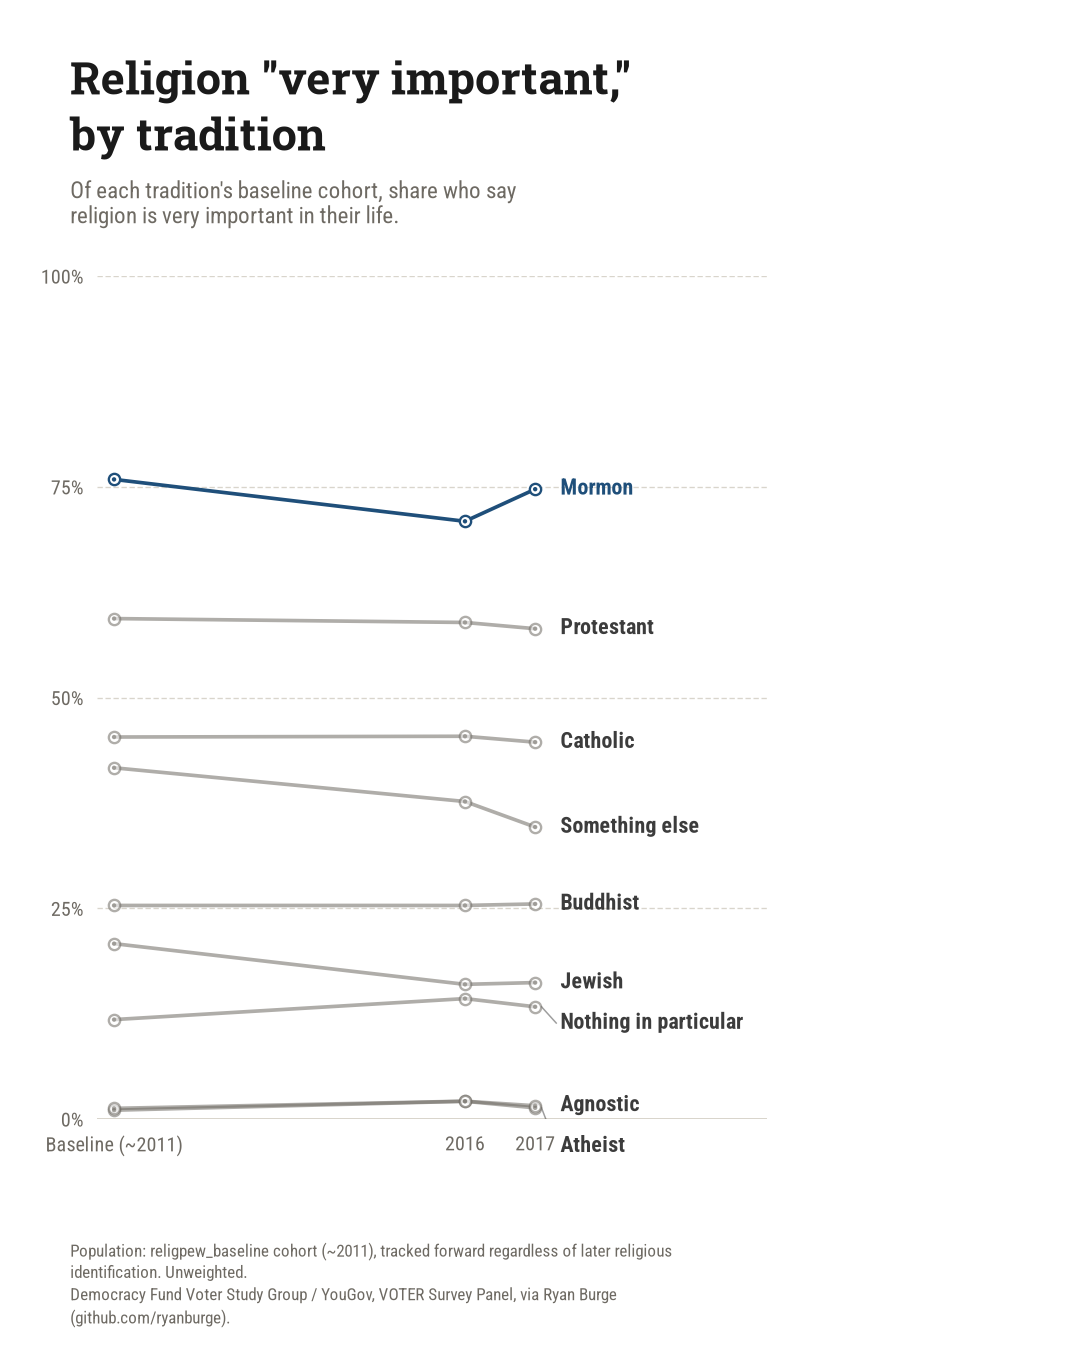 Religion "very important,"
by tradition
Of each tradition's baseline cohort, share who say
religion is very important in their life.
100%
75%
Mormon
Protestant
50%
Catholic
Something else
Buddhist
25%
Jewish
Nothing in particular
Agnostic
0%
Baseline (~2011)
2016
2017
Atheist
Population: religpew_baseline cohort (~2011), tracked forward regardless of later religious
identification. Unweighted.
Democracy Fund Voter Study Group / YouGov, VOTER Survey Panel, via Ryan Burge
(github.com/ryanburge).